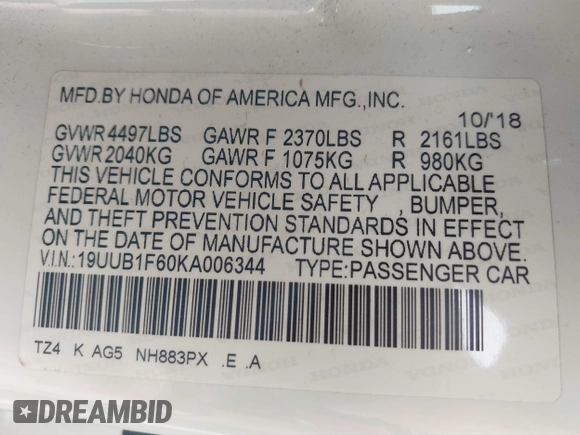 MFD.BY HONDA OF AMERICA MFG.,INC.
10/'18
GVWR 4497LBS GAWR F 2370LBS R 2161LBS
GVWR 2040KG GAWR F 1075KG R 980KG
THIS VEHICLE CONFORMS TO ALL APPLICABLE
FEDERAL MOTOR VEHICLE SAFETY , BUMPER,
AND THEFT PREVENTION STANDARDS IN EFFECT
ON THE DATE OF MANUFACTURE SHOWN ABOVE.
V.I.N.:19UUB1F60KA006344 TYPE:PASSENGER CAR
TZ4 K AG5 NH883PX .E .A
DREAMBID